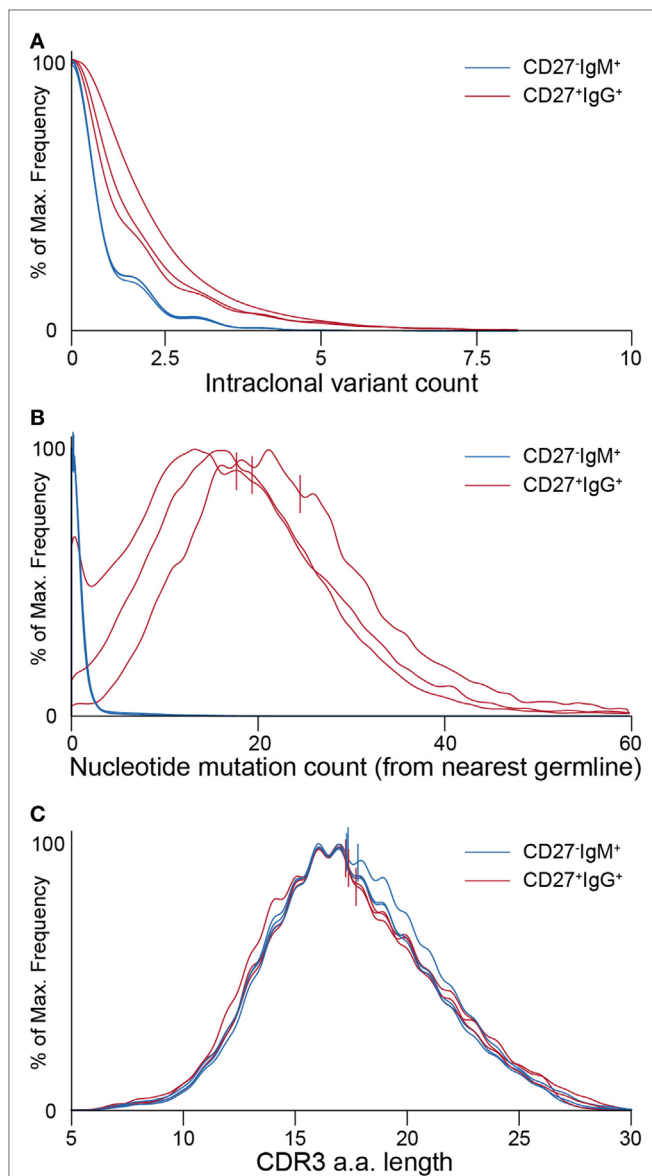 A
100
CD27⁻IgM⁺
CD27⁺IgG⁺
% of Max. Frequency
0
0 2.5 5 7.5 10
Intraclonal variant count
B
100
CD27⁻IgM⁺
CD27⁺IgG⁺
% of Max. Frequency
0
0 20 40 60
Nucleotide mutation count (from nearest germline)
C
100
CD27⁻IgM⁺
CD27⁺IgG⁺
% of Max. Frequency
0
5 10 15 20 25 30
CDR3 a.a. length